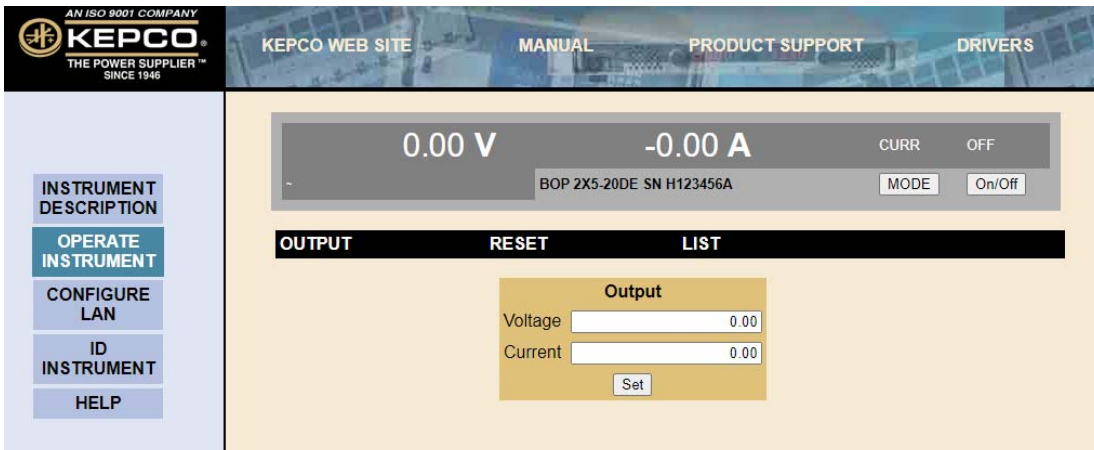 AN ISO 9001 COMPANY
KEPCO®
THE POWER SUPPLIER™
SINCE 1946
KEPCO WEB SITE MANUAL PRODUCT SUPPORT DRIVERS
INSTRUMENT
DESCRIPTION
OPERATE
INSTRUMENT
CONFIGURE
LAN
ID
INSTRUMENT
HELP
0.00 V -0.00 A CURR OFF
~ BOP 2X5-20DE SN H123456A MODE On/Off
OUTPUT RESET LIST
Output
Voltage 0.00
Current 0.00
Set